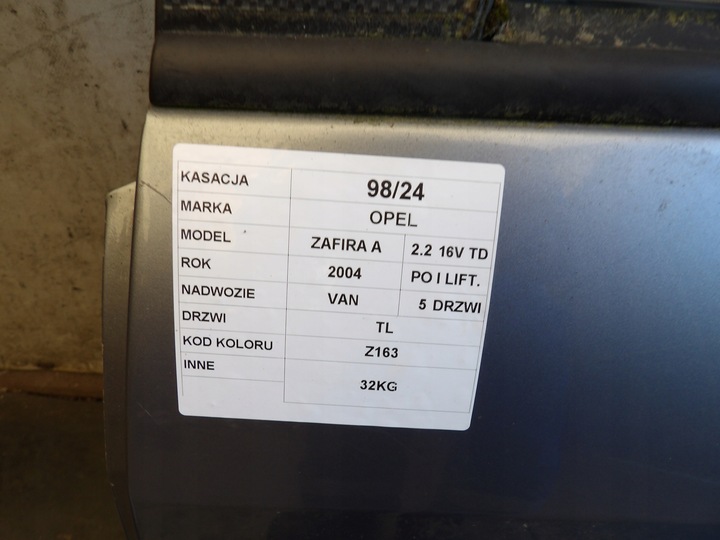 KASACJA 98/24
MARKA OPEL
MODEL ZAFIRA A 2.2 16V TD
ROK 2004 PO I LIFT.
NADWOZIE VAN 5 DRZWI
DRZWI TL
KOD KOLORU Z163
INNE 32KG